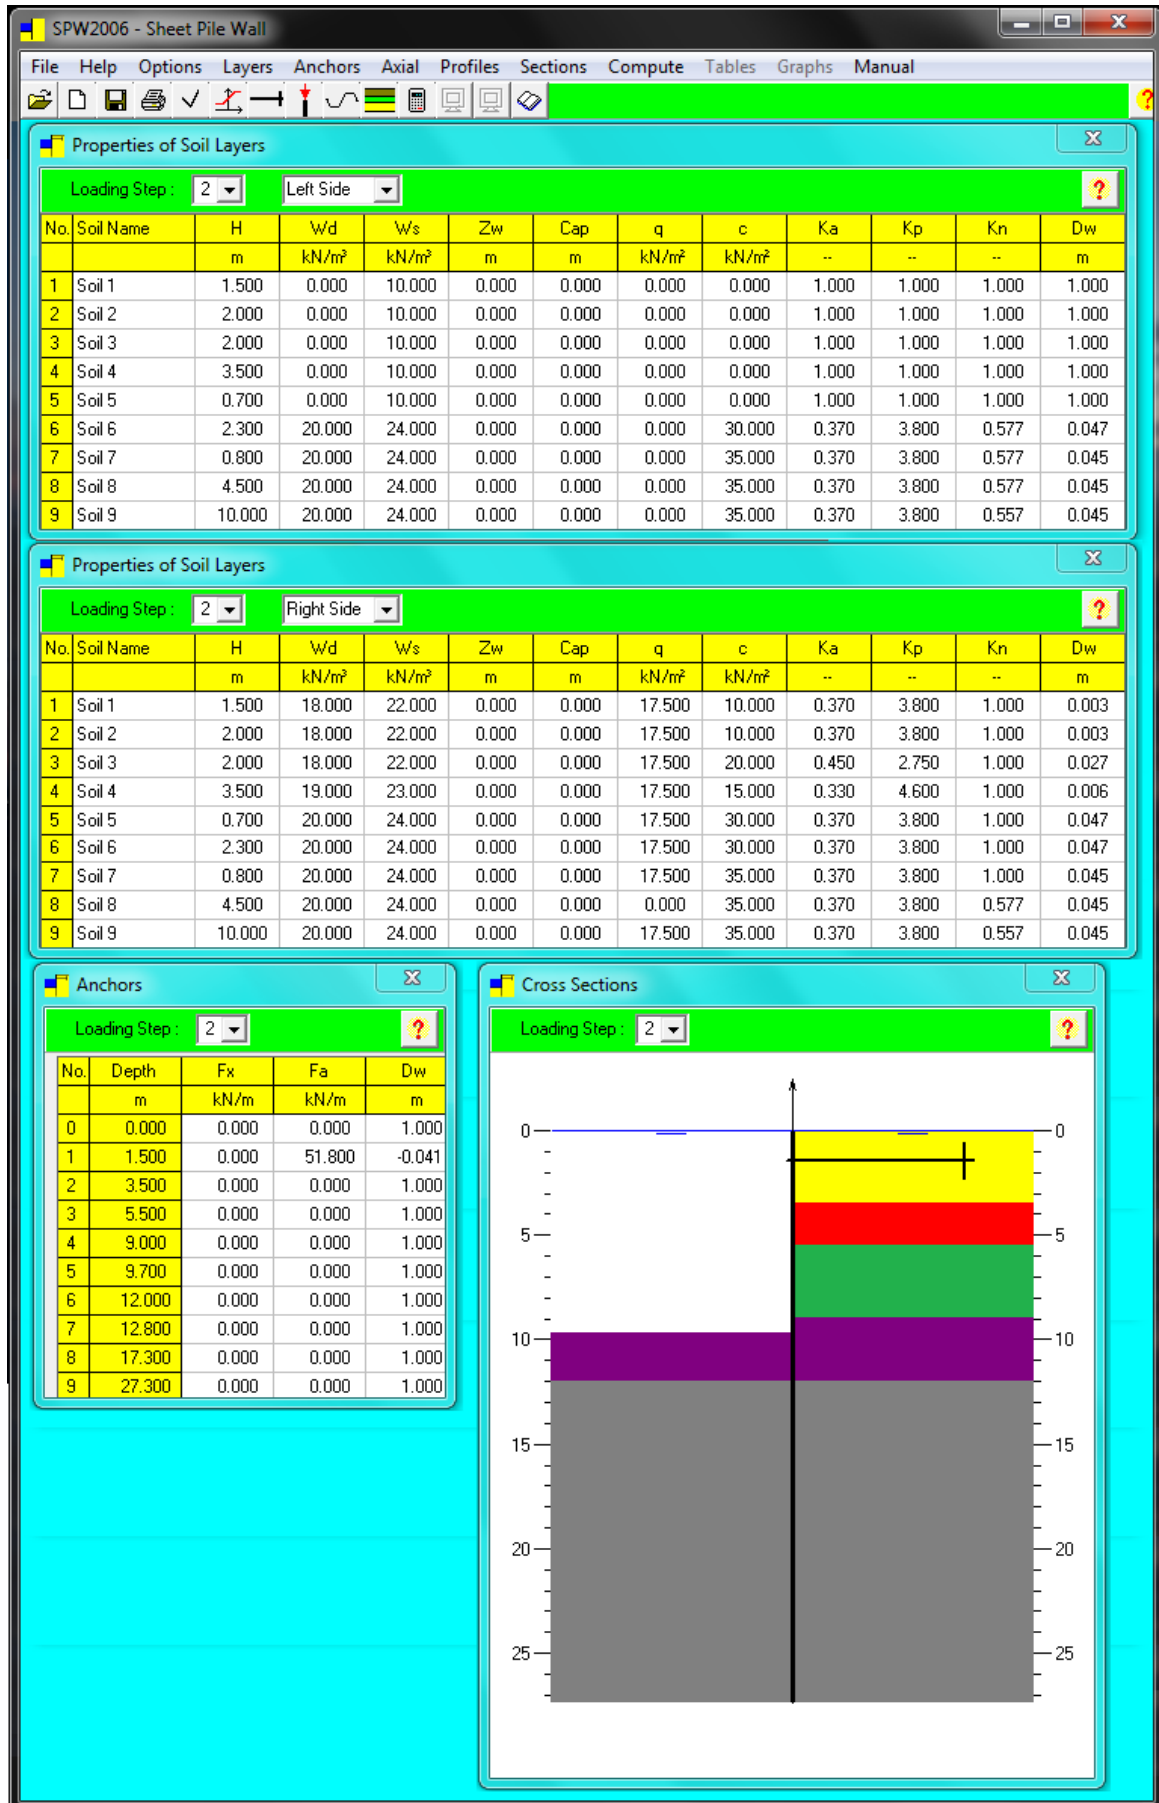 SPW2006 - Sheet Pile Wall
File Help Options Layers Anchors Axial Profiles Sections Compute Tables Graphs Manual
Properties of Soil Layers
Loading Step : 2 Left Side ?
No. Soil Name H Wd Ws Zw Cap q c Ka Kp Kn Dw
m kN/m³ kN/m³ m m kN/m² kN/m² -- -- -- m
1 Soil 1 1.500 0.000 10.000 0.000 0.000 0.000 0.000 1.000 1.000 1.000 1.000
2 Soil 2 2.000 0.000 10.000 0.000 0.000 0.000 0.000 1.000 1.000 1.000 1.000
3 Soil 3 2.000 0.000 10.000 0.000 0.000 0.000 0.000 1.000 1.000 1.000 1.000
4 Soil 4 3.500 0.000 10.000 0.000 0.000 0.000 0.000 1.000 1.000 1.000 1.000
5 Soil 5 0.700 0.000 10.000 0.000 0.000 0.000 0.000 1.000 1.000 1.000 1.000
6 Soil 6 2.300 20.000 24.000 0.000 0.000 0.000 30.000 0.370 3.800 0.577 0.047
7 Soil 7 0.800 20.000 24.000 0.000 0.000 0.000 35.000 0.370 3.800 0.577 0.045
8 Soil 8 4.500 20.000 24.000 0.000 0.000 0.000 35.000 0.370 3.800 0.577 0.045
9 Soil 9 10.000 20.000 24.000 0.000 0.000 0.000 35.000 0.370 3.800 0.557 0.045
Properties of Soil Layers
Loading Step : 2 Right Side ?
No. Soil Name H Wd Ws Zw Cap q c Ka Kp Kn Dw
m kN/m³ kN/m³ m m kN/m² kN/m² -- -- -- m
1 Soil 1 1.500 18.000 22.000 0.000 0.000 17.500 10.000 0.370 3.800 1.000 0.003
2 Soil 2 2.000 18.000 22.000 0.000 0.000 17.500 10.000 0.370 3.800 1.000 0.003
3 Soil 3 2.000 18.000 22.000 0.000 0.000 17.500 20.000 0.450 2.750 1.000 0.027
4 Soil 4 3.500 19.000 23.000 0.000 0.000 17.500 15.000 0.330 4.600 1.000 0.006
5 Soil 5 0.700 20.000 24.000 0.000 0.000 17.500 30.000 0.370 3.800 1.000 0.047
6 Soil 6 2.300 20.000 24.000 0.000 0.000 17.500 30.000 0.370 3.800 1.000 0.047
7 Soil 7 0.800 20.000 24.000 0.000 0.000 17.500 35.000 0.370 3.800 1.000 0.045
8 Soil 8 4.500 20.000 24.000 0.000 0.000 0.000 35.000 0.370 3.800 0.577 0.045
9 Soil 9 10.000 20.000 24.000 0.000 0.000 17.500 35.000 0.370 3.800 0.557 0.045
Anchors
Loading Step : 2 ?
No. Depth Fx Fa Dw
m kN/m kN/m m
0 0.000 0.000 0.000 1.000
1 1.500 0.000 51.800 -0.041
2 3.500 0.000 0.000 1.000
3 5.500 0.000 0.000 1.000
4 9.000 0.000 0.000 1.000
5 9.700 0.000 0.000 1.000
6 12.000 0.000 0.000 1.000
7 12.800 0.000 0.000 1.000
8 17.300 0.000 0.000 1.000
9 27.300 0.000 0.000 1.000
Cross Sections
Loading Step : 2 ?
0 0
5 5
10 10
15 15
20 20
25 25